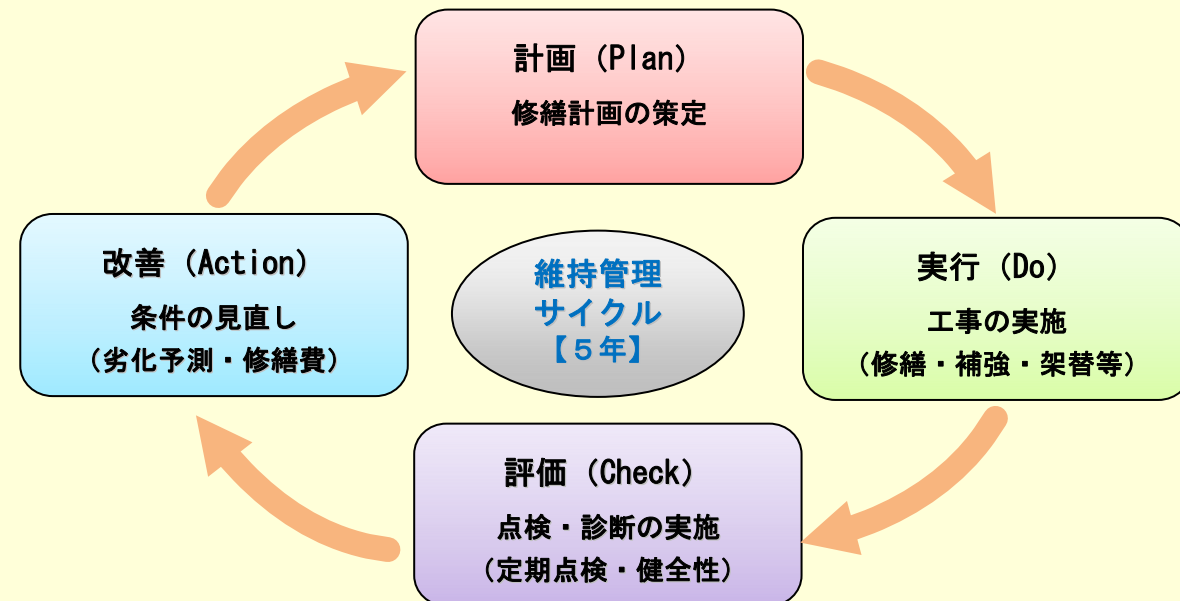 計画（Plan）
修繕計画の策定
改善（Action）
条件の見直し
（劣化予測・修繕費）
維持管理
サイクル
【５年】
実行（Do）
工事の実施
（修繕・補強・架替等）
評価（Check）
点検・診断の実施
（定期点検・健全性）